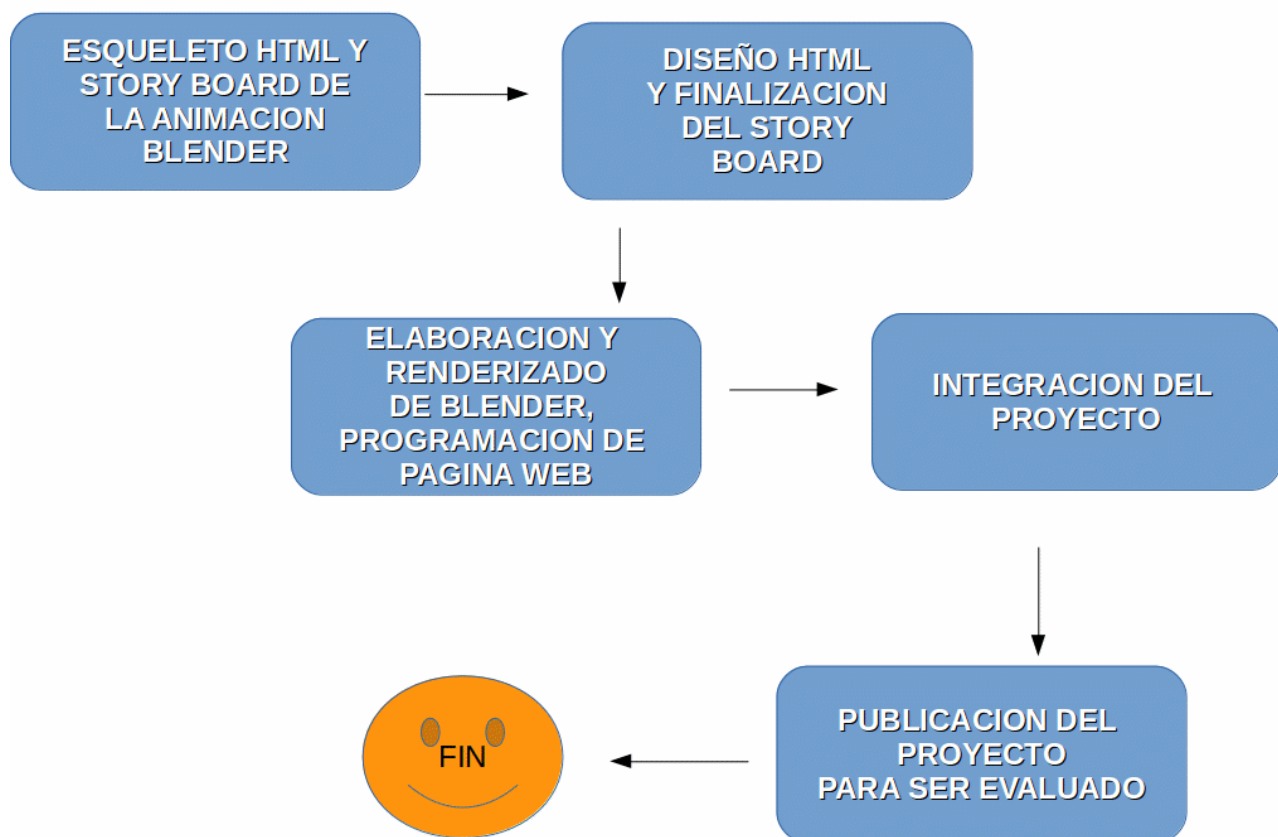 ESQUELETO HTML Y
STORY BOARD DE
LA ANIMACION
BLENDER
DISEÑO HTML
Y FINALIZACION
DEL STORY
BOARD
ELABORACION Y
RENDERIZADO
DE BLENDER,
PROGRAMACION DE
PAGINA WEB
INTEGRACION DEL
PROYECTO
PUBLICACION DEL
PROYECTO
PARA SER EVALUADO
FIN